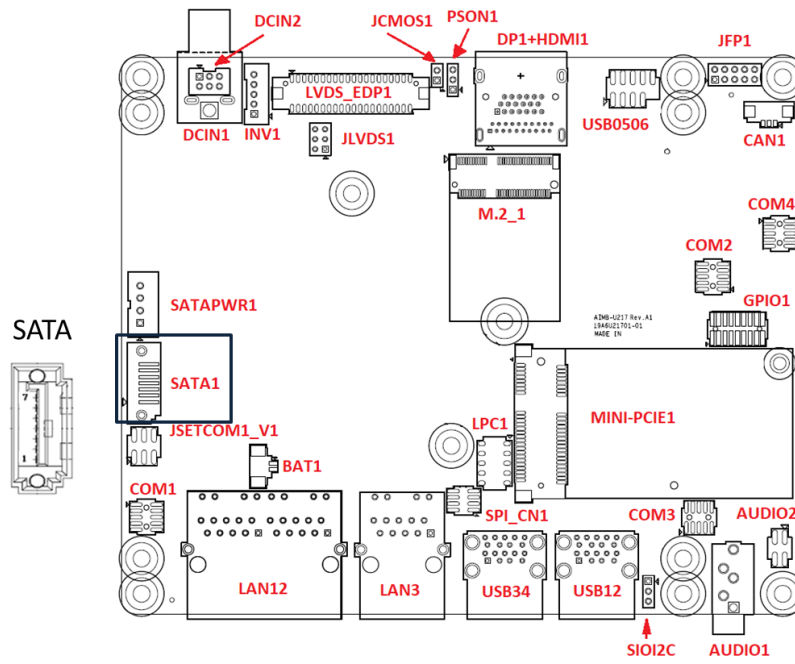 DCIN2
JCMOS1
PSON1
DP1+HDMI1
JFP1
LVDS_EDP1
DCIN1
INV1
JLVDS1
USB0506
CAN1
M.2_1
COM4
COM2
SATAPWR1
GPIO1
AIMB-U217 Rev.A1
19A6U21701-01
MADE IN
SATA
SATA1
7
1
MINI-PCIE1
JSETCOM1_V1
LPC1
BAT1
COM1
SPI_CN1
COM3
AUDIO2
LAN12
LAN3
USB34
USB12
SIOI2C
AUDIO1